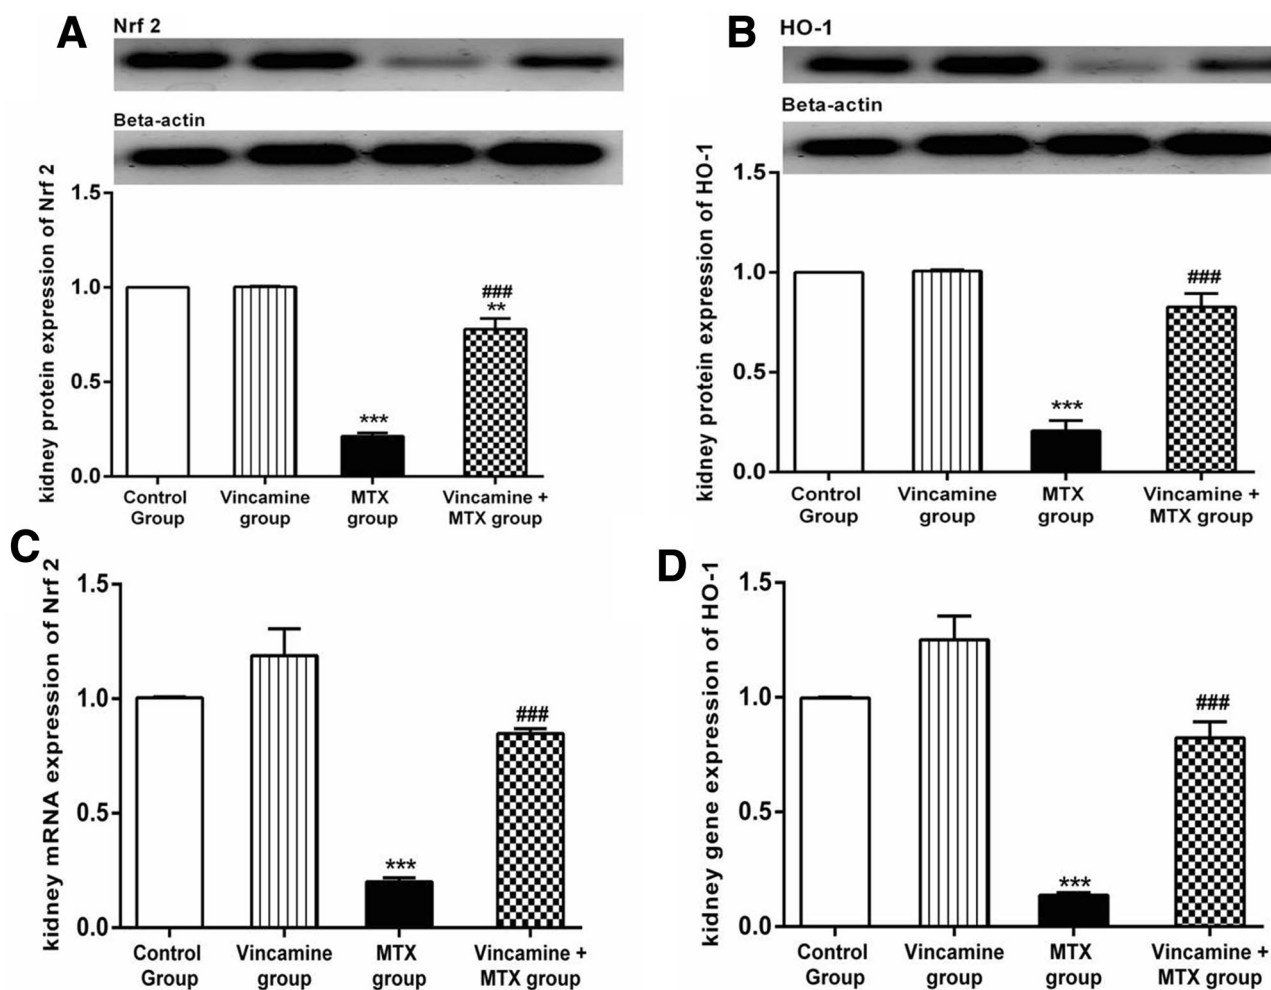 A
Nrf 2
Beta-actin
kidney protein expression of Nrf 2
1.5
1.0
0.5
0.0
***
###
**
Control
Group
Vincamine
group
MTX
group
Vincamine +
MTX group
B
HO-1
Beta-actin
kidney protein expression of HO-1
1.5
1.0
0.5
0.0
***
###
Control
Group
Vincamine
group
MTX
group
Vincamine +
MTX group
C
kidney mRNA expression of Nrf 2
1.5
1.0
0.5
0.0
***
###
Control
Group
Vincamine
group
MTX
group
Vincamine +
MTX group
D
kidney gene expression of HO-1
1.5
1.0
0.5
0.0
***
###
Control
Group
Vincamine
group
MTX
group
Vincamine +
MTX group